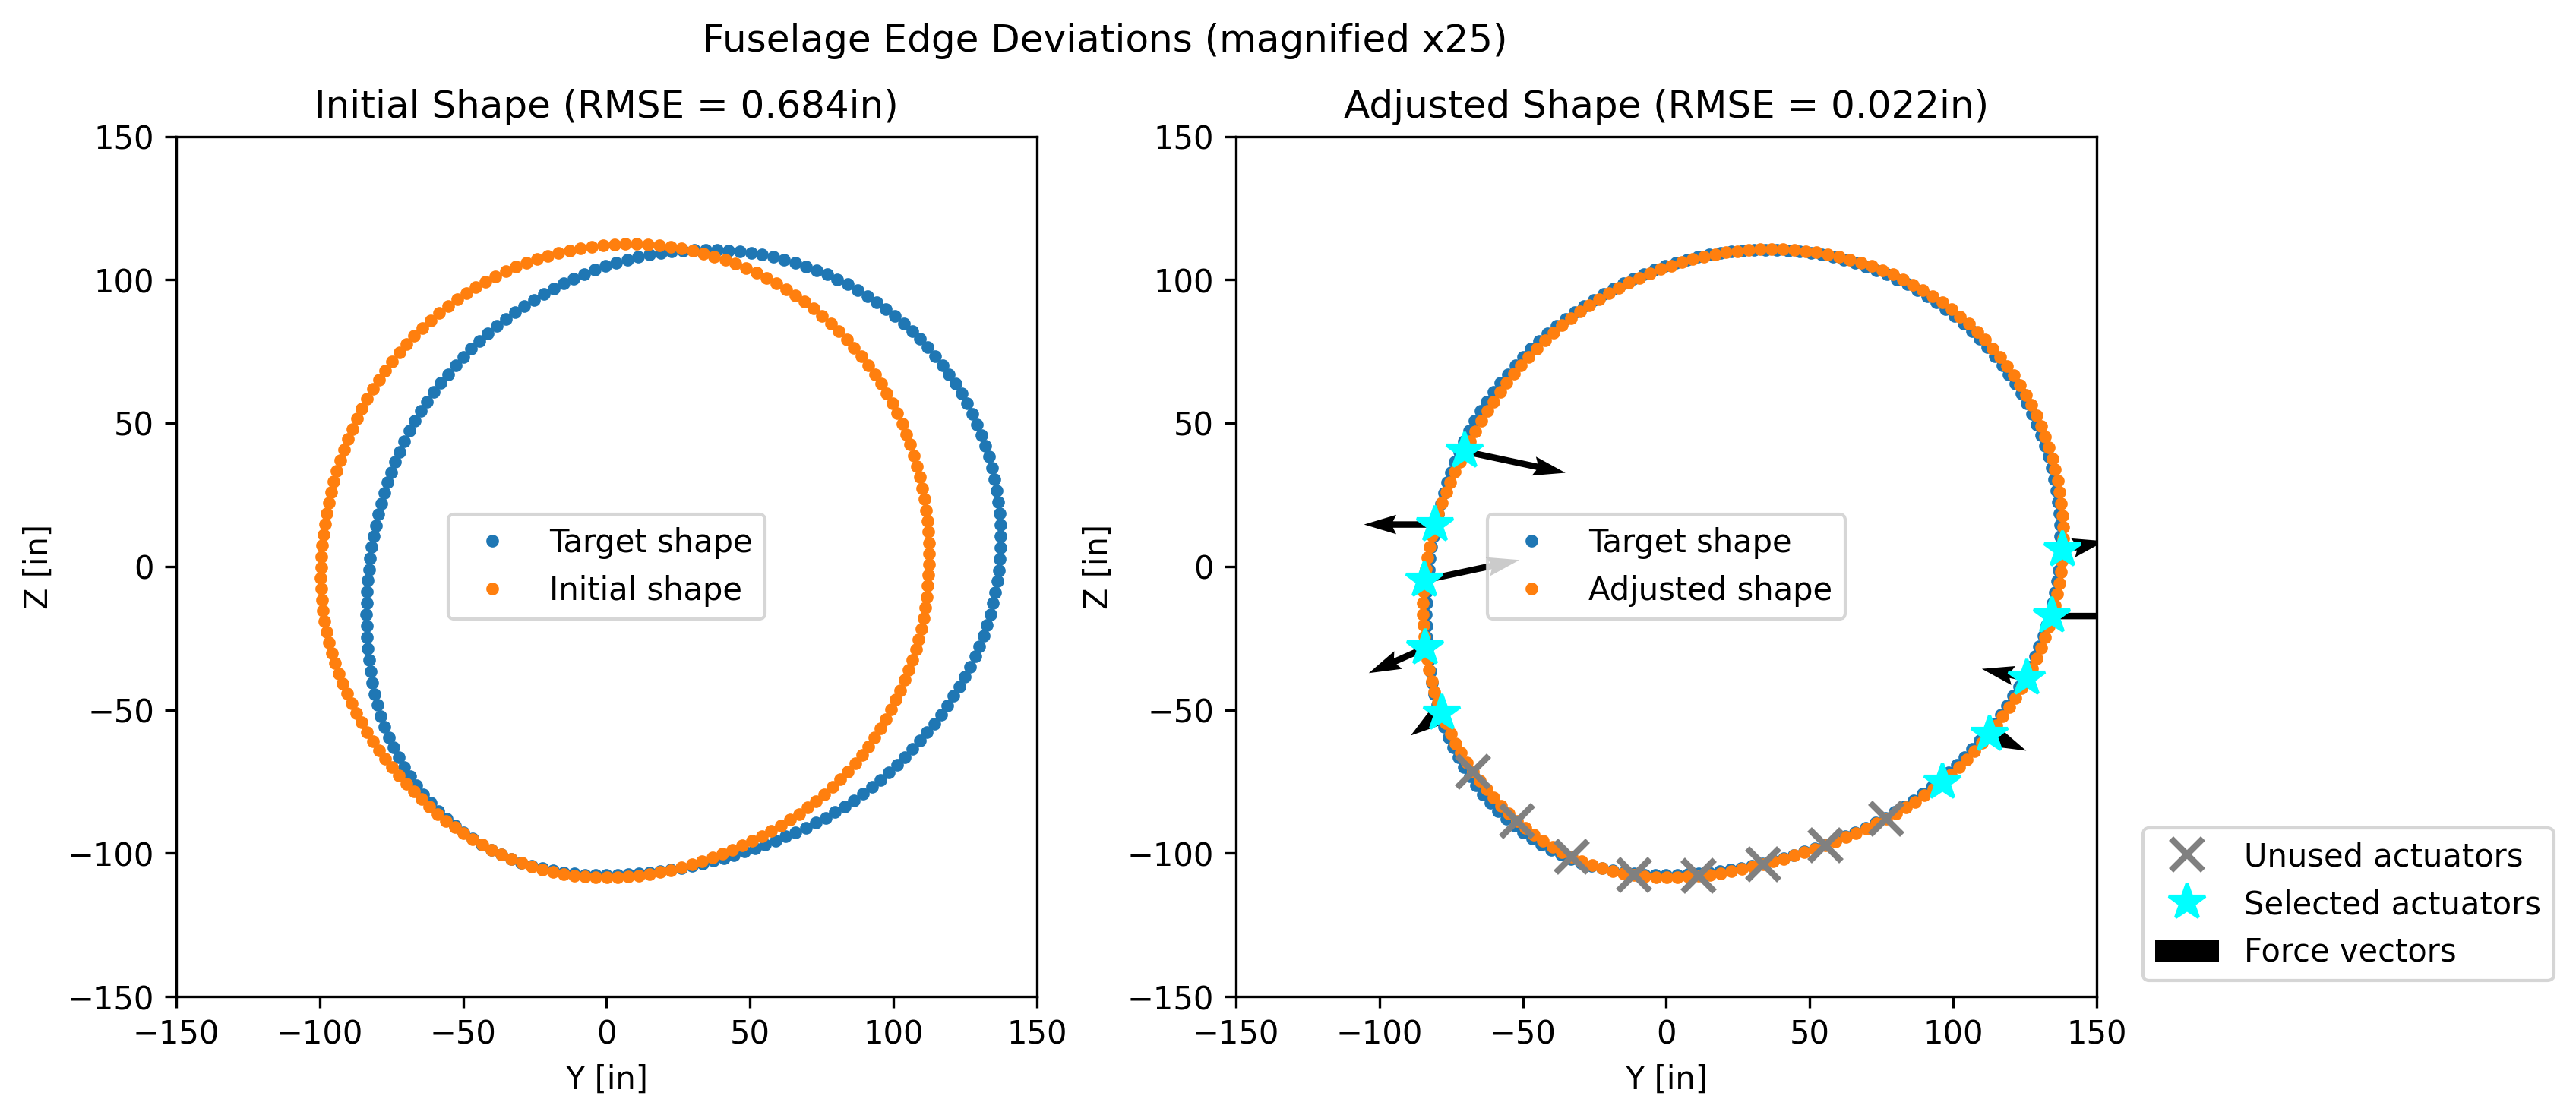 Fuselage Edge Deviations (magnified x25)
Initial Shape (RMSE = 0.684in)
150
100
50
0
−50
−100
−150
Z [in]
Target shape
Initial shape
−150
−100
−50
0
50
100
150
Y [in]
Adjusted Shape (RMSE = 0.022in)
150
100
50
0
−50
−100
−150
Z [in]
Target shape
Adjusted shape
−150
−100
−50
0
50
100
150
Y [in]
Unused actuators
Selected actuators
Force vectors